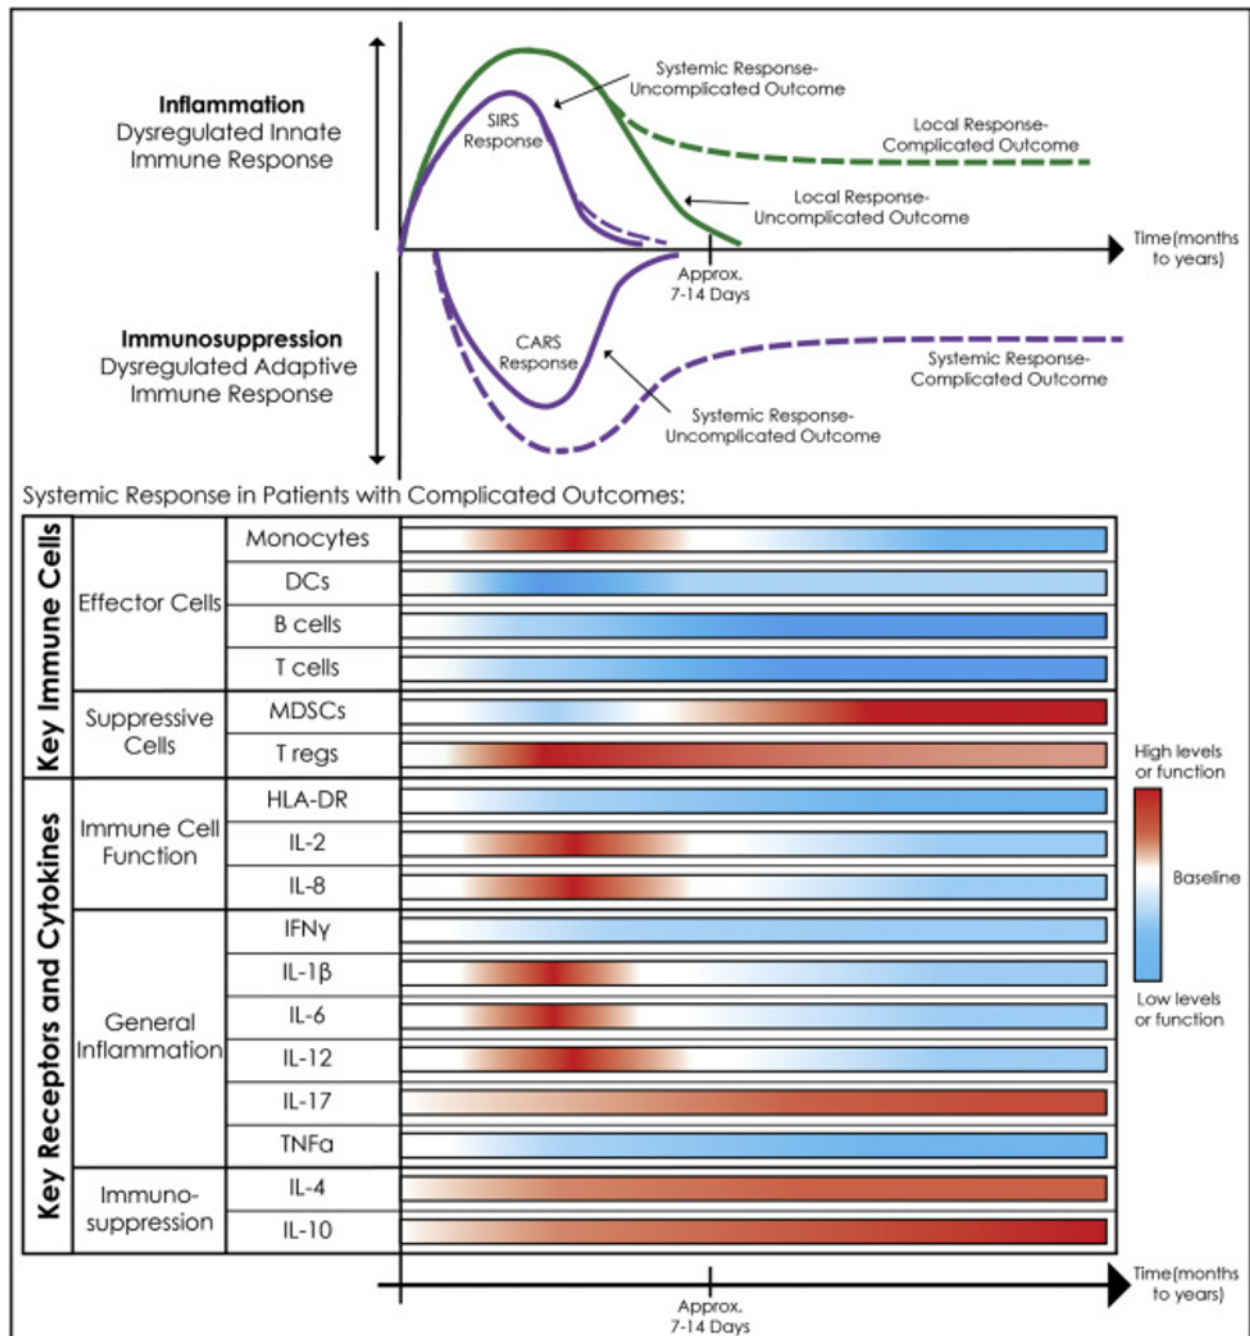 Inflammation
Dysregulated Innate
Immune Response
SIRS
Response
Systemic Response-
Uncomplicated Outcome
Local Response-
Complicated Outcome
Local Response-
Uncomplicated Outcome
Time(months
to years)
Approx.
7-14 Days
Immunosuppression
Dysregulated Adaptive
Immune Response
CARS
Response
Systemic Response-
Complicated Outcome
Systemic Response-
Uncomplicated Outcome
Systemic Response in Patients with Complicated Outcomes:
Key Immune Cells
Effector Cells
Monocytes
DCs
B cells
T cells
Suppressive
Cells
MDSCs
T regs
Key Receptors and Cytokines
Immune Cell
Function
HLA-DR
IL-2
IL-8
General
Inflammation
IFNγ
IL-1β
IL-6
IL-12
IL-17
TNFα
Immuno-
suppression
IL-4
IL-10
High levels
or function
Baseline
Low levels
or function
Time(months
to years)
Approx.
7-14 Days